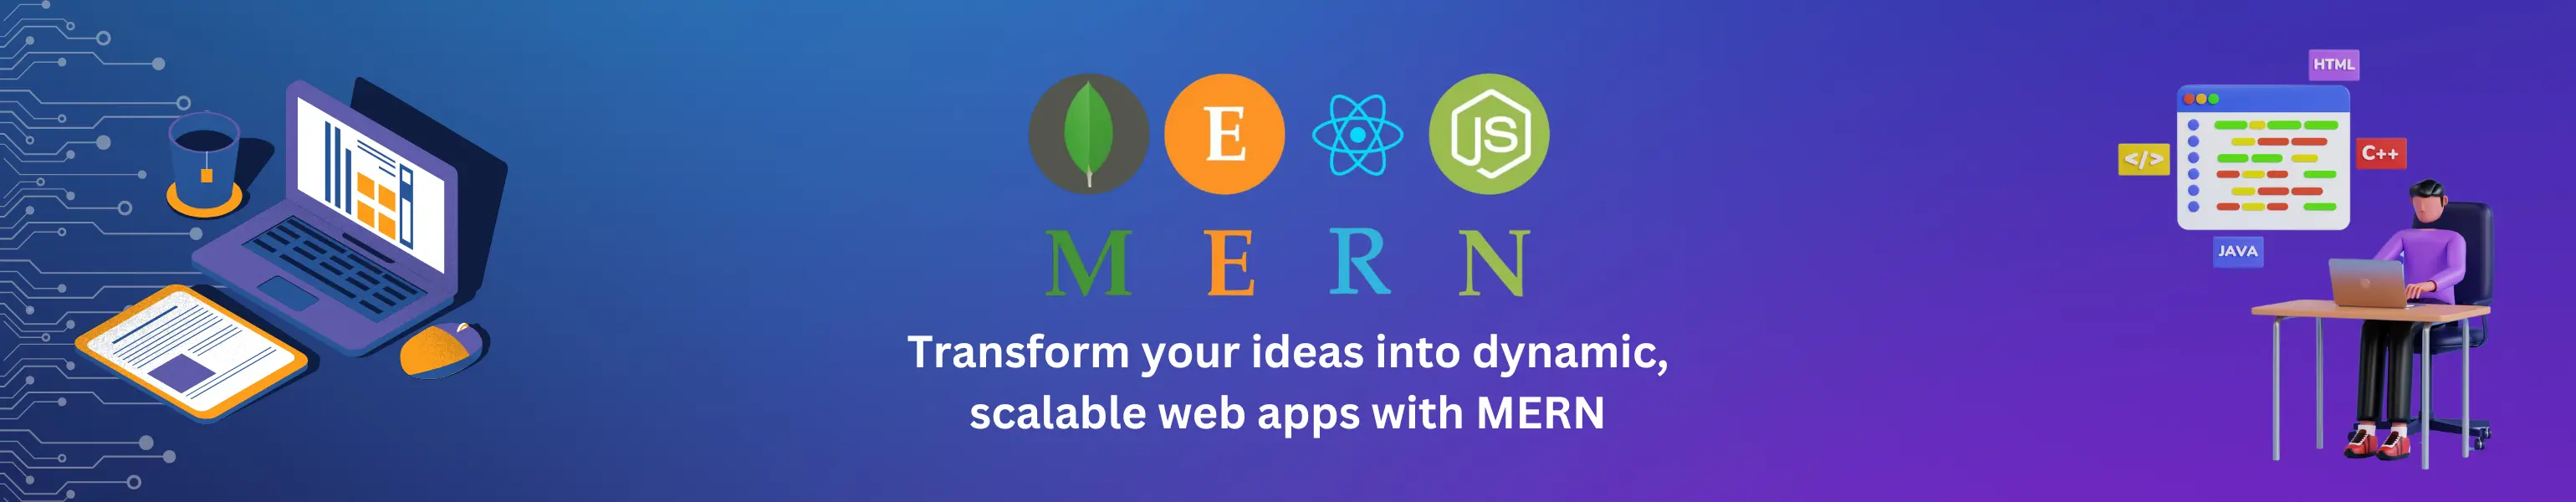 E
JS
M E R N
Transform your ideas into dynamic,
scalable web apps with MERN
HTML
</>
C++
JAVA